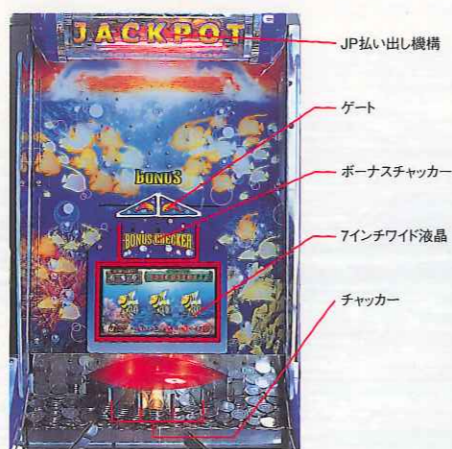 JACKPOT
JP払い出し機構
ゲート
BONUS
ボーナスチャッカー
BONUS CHECKER
7インチワイド液晶
チャッカー